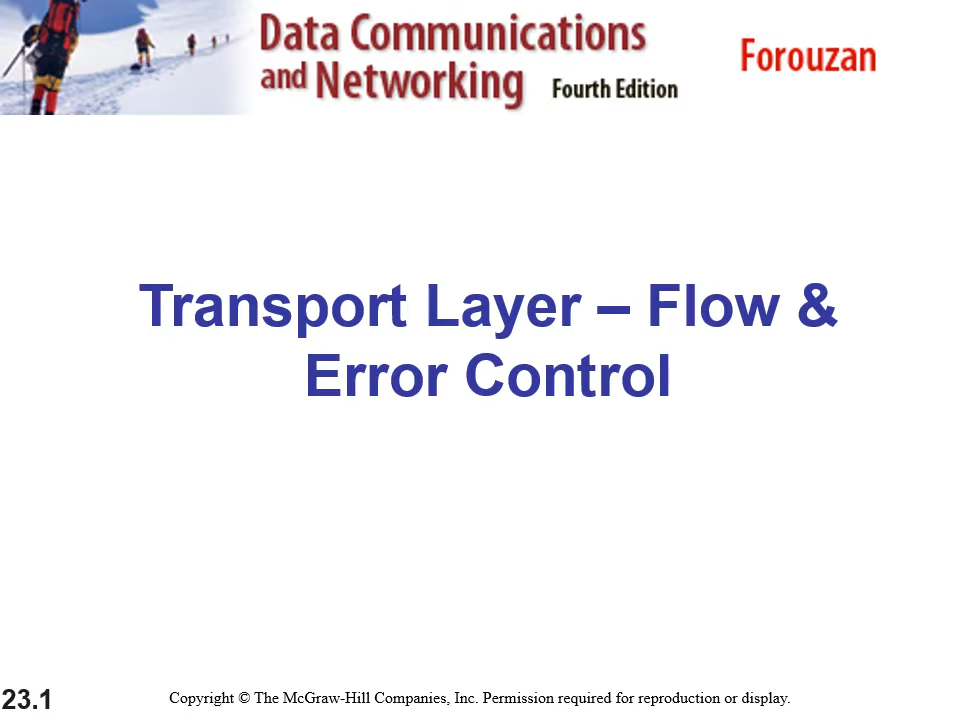 Data Communications
and Networking Fourth Edition
Forouzan
Transport Layer – Flow &
Error Control
23.1
Copyright © The McGraw-Hill Companies, Inc. Permission required for reproduction or display.